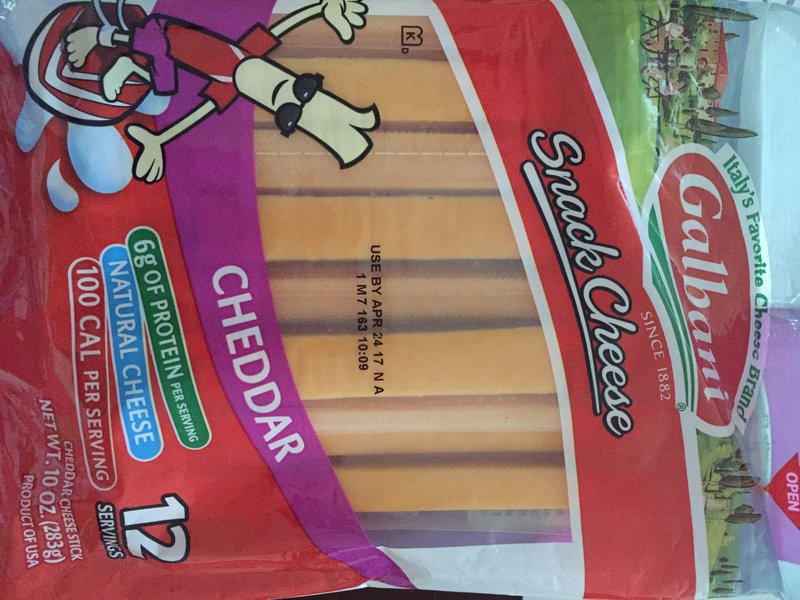 Italy's Favorite Cheese Brand
Galbani
®
SINCE 1882
OPEN
Snack Cheese
K D
USE BY APR 24 17 N A
1 M 7 163 10:09
CHEDDAR
6g OF PROTEIN PER SERVING
NATURAL CHEESE
100 CAL PER SERVING
12
SERVINGS
CHEDDAR CHEESE STICK
NET WT. 10 OZ. (283g)
PRODUCT OF USA